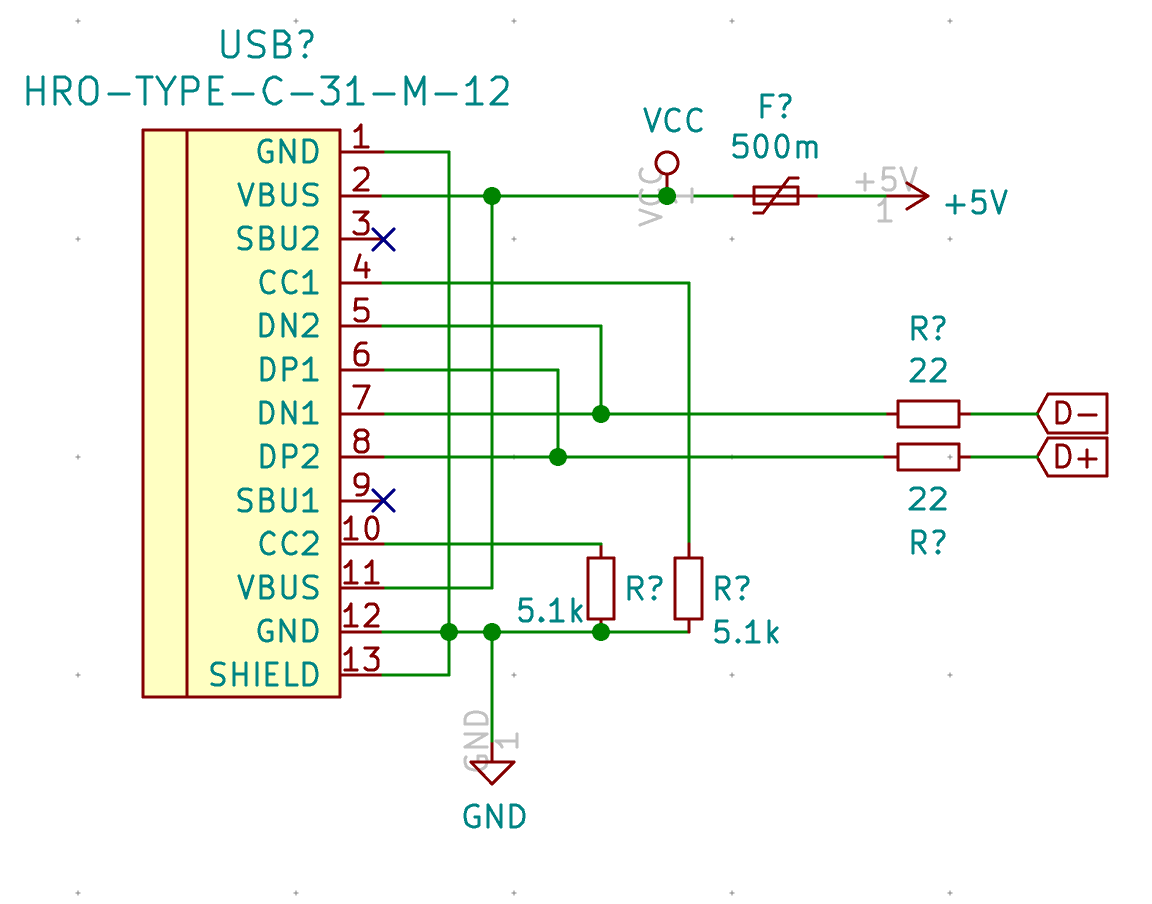 USB?
HRO-TYPE-C-31-M-12
VCC
F?
500m
GND 1
VBUS 2
SBU2 3
CC1 4
DN2 5
DP1 6
DN1 7
DP2 8
SBU1 9
CC2 10
VBUS 11
GND 12
SHIELD 13
VCC
1
+5V
1
+5V
R?
22
D-
D+
22
R?
R?
5.1k
R?
5.1k
GND
1
GND